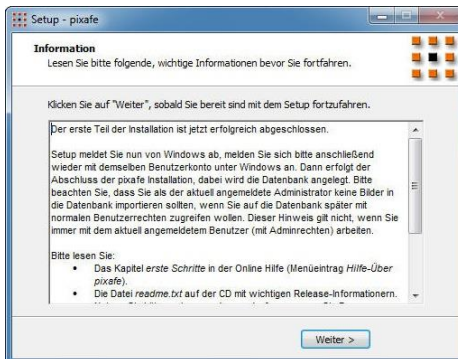 Setup - pixafe
Information
Lesen Sie bitte folgende, wichtige Informationen bevor Sie fortfahren.
Klicken Sie auf "Weiter", sobald Sie bereit sind mit dem Setup fortzufahren.
Der erste Teil der Installation ist jetzt erfolgreich abgeschlossen.
Setup meldet Sie nun von Windows ab, melden Sie sich bitte anschließend
wieder mit demselben Benutzerkonto unter Windows an. Dann erfolgt der
Abschluss der pixafe Installation, dabei wird die Datenbank angelegt. Bitte
beachten Sie, dass Sie als der aktuell angemeldete Administrator keine Bilder in
die Datenbank importieren sollten, wenn Sie auf die Datenbank später mit
normalen Benutzerrechten zugreifen wollen. Dieser Hinweis gilt nicht, wenn Sie
immer mit dem aktuell angemeldetem Benutzer (mit Adminrechten) arbeiten.
Bitte lesen Sie:
• Das Kapitel erste Schritte in der Online Hilfe (Menüeintrag Hilfe-Über
pixafe).
• Die Datei readme.txt auf der CD mit wichtigen Release-Informationern.
Weiter >